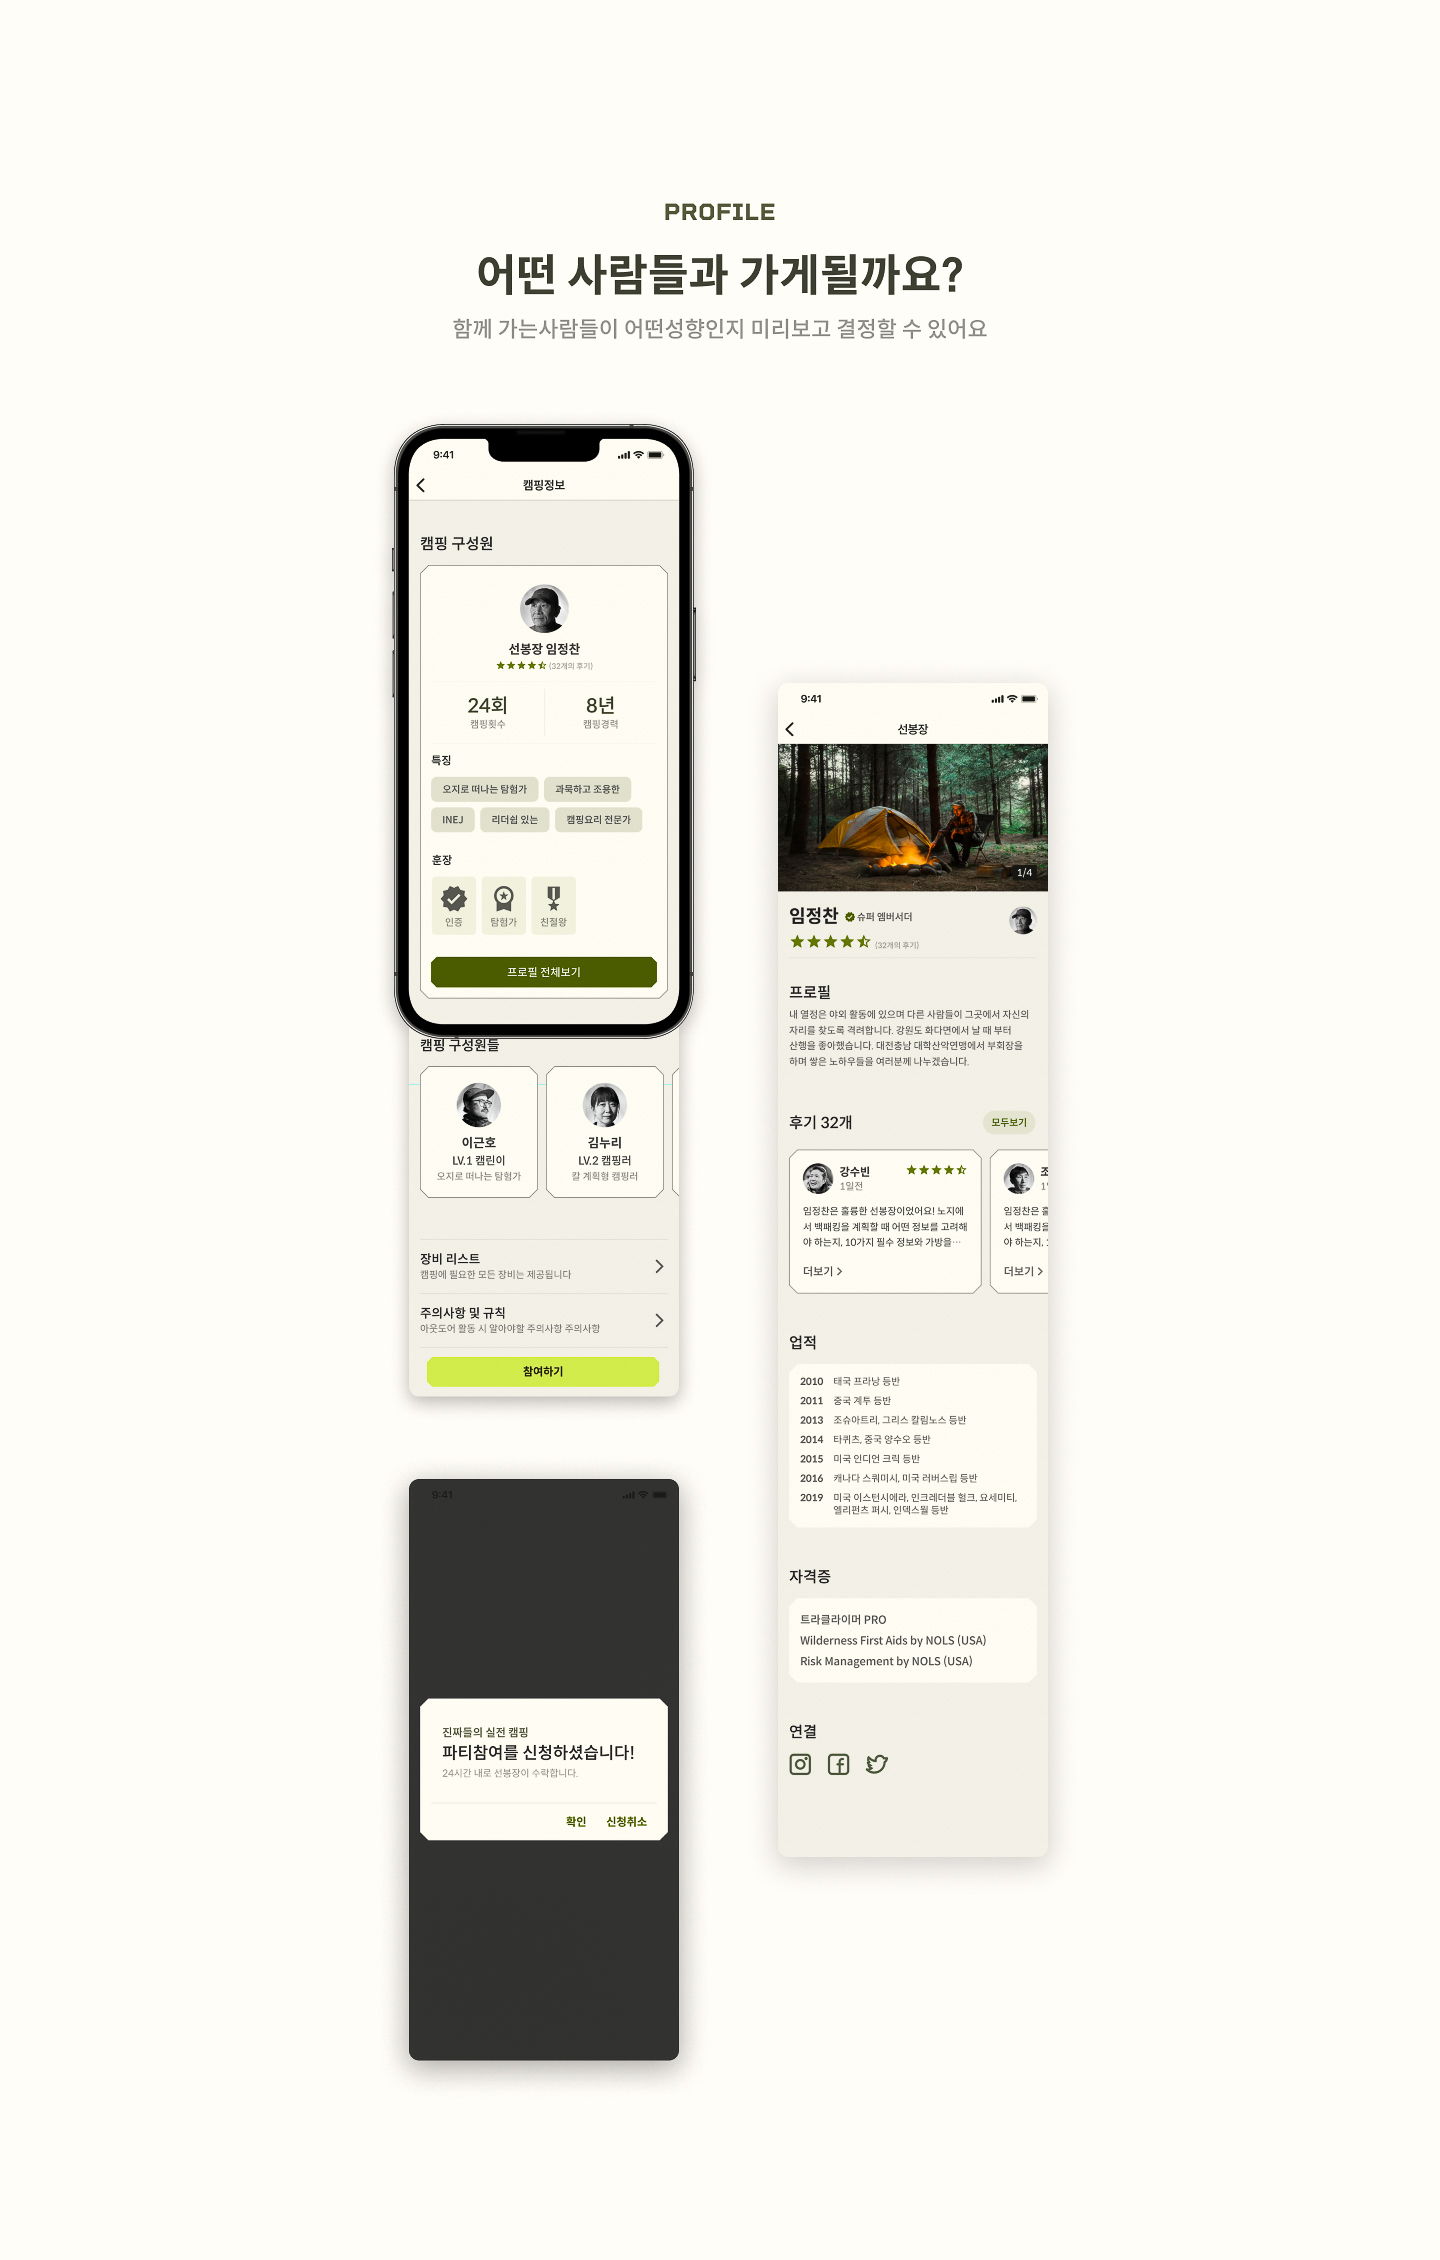 PROFILE
어떤 사람들과 가게될까요?
함께 가는사람들이 어떤성향인지 미리보고 결정할 수 있어요
9:41
캠핑정보
캠핑 구성원
선봉장 임정찬
(32개의 후기)
24회
캠핑횟수
8년
캠핑경력
특징
오지로 떠나는 탐험가
과묵하고 조용한
INEJ
리더쉽 있는
캠핑요리 전문가
훈장
인증
탐험가
친절왕
프로필 전체보기
캠핑 구성원들
이근호
LV.1 캠린이
오지로 떠나는 탐험가
김누리
LV.2 캠핑러
칼 계획형 캠핑러
장비 리스트
캠핑에 필요한 모든 장비는 제공됩니다
주의사항 및 규칙
아웃도어 활동 시 알아야할 주의사항 주의사항
참여하기
9:41
진짜들의 실전 캠핑
파티참여를 신청하셨습니다!
24시간 내로 선봉장이 수락합니다.
확인
신청취소
9:41
선봉장
1/4
임정찬
슈퍼 엠버서더
(32개의 후기)
프로필
내 열정은 야외 활동에 있으며 다른 사람들이 그곳에서 자신의
자리를 찾도록 격려합니다. 강원도 화다면에서 날 때 부터
산행을 좋아했습니다. 대전충남 대학산악연맹에서 부회장을
하며 쌓은 노하우들을 여러분께 나누겠습니다.
후기 32개
모두보기
강수빈
1일전
임정찬은 훌륭한 선봉장이었어요! 노지에
서 백패킹을 계획할 때 어떤 정보를 고려해
야 하는지, 10가지 필수 정보와 가방을…
더보기
조
1
임정찬은 훌
서 백패킹을
야 하는지, 1
더보기
업적
2010 태국 프라낭 등반
2011 중국 게투 등반
2013 조슈아트리, 그리스 칼림노스 등반
2014 타퀴츠, 중국 양수오 등반
2015 미국 인디언 크릭 등반
2016 캐나다 스쿼미시, 미국 러버스립 등반
2019 미국 이스턴시에라, 인크레더블 헐크, 요세미티,
엘리펀츠 퍼시, 인덱스월 등반
자격증
트라클라이머 PRO
Wilderness First Aids by NOLS (USA)
Risk Management by NOLS (USA)
연결